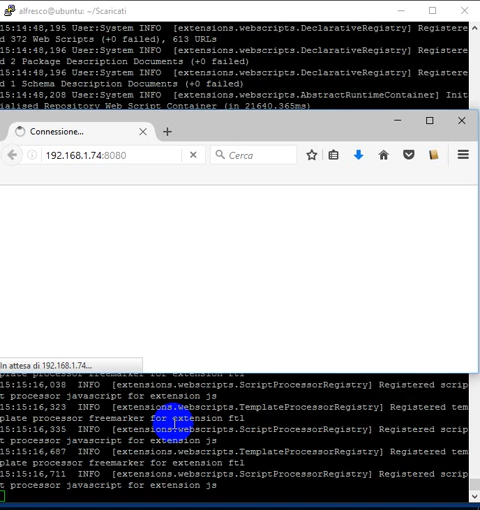 alfresco@ubuntu: ~/Scaricati
15:14:48,195 User:System INFO  [extensions.webscripts.DeclarativeRegistry] Registere
d 372 Web Scripts (+0 failed), 613 URLs
15:14:48,196 User:System INFO  [extensions.webscripts.DeclarativeRegistry] Registere
d 2 Package Description Documents (+0 failed)
15:14:48,196 User:System INFO  [extensions.webscripts.DeclarativeRegistry] Registere
d 1 Schema Description Documents (+0 failed)
15:14:48,208 User:System INFO  [extensions.webscripts.AbstractRuntimeContainer] Init
ialised Repository Web Script Container (in 21640.365ms)
Connessione...
192.168.1.74:8080
Cerca
In attesa di 192.168.1.74...
plate processor freemarker for extension ftl
15:15:16,038  INFO  [extensions.webscripts.ScriptProcessorRegistry] Registered scrip
t processor javascript for extension js
15:15:16,323  INFO  [extensions.webscripts.TemplateProcessorRegistry] Registered tem
plate processor freemarker for extension ftl
15:15:16,335  INFO  [extensions.webscripts.ScriptProcessorRegistry] Registered scrip
t processor javascript for extension js
15:15:16,687  INFO  [extensions.webscripts.TemplateProcessorRegistry] Registered tem
plate processor freemarker for extension ftl
15:15:16,711  INFO  [extensions.webscripts.ScriptProcessorRegistry] Registered scrip
t processor javascript for extension js